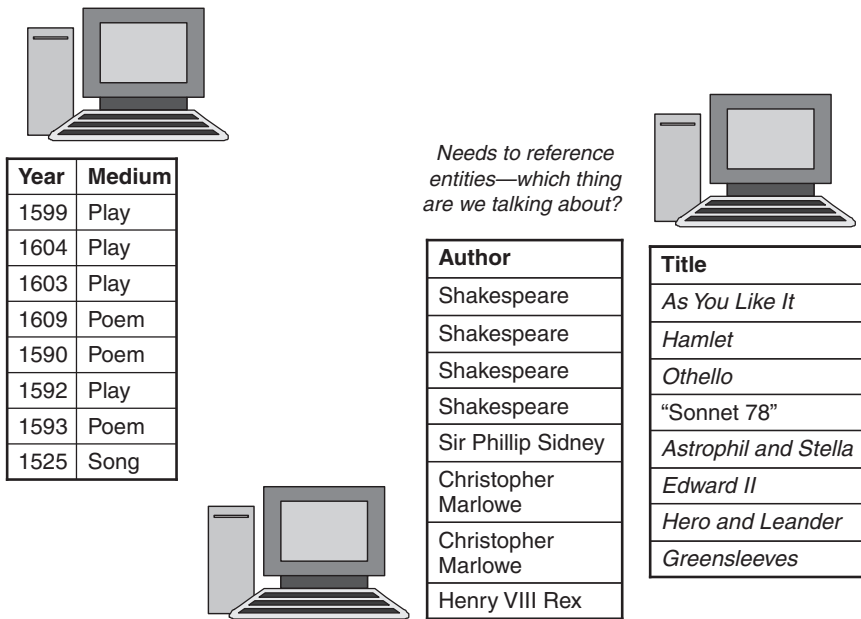 Year Medium
1599 Play
1604 Play
1603 Play
1609 Poem
1590 Poem
1592 Play
1593 Poem
1525 Song
Needs to reference
entities—which thing
are we talking about?
Author
Shakespeare
Shakespeare
Shakespeare
Shakespeare
Sir Phillip Sidney
Christopher
Marlowe
Christopher
Marlowe
Henry VIII Rex
Title
As You Like It
Hamlet
Othello
“Sonnet 78”
Astrophil and Stella
Edward II
Hero and Leander
Greensleeves